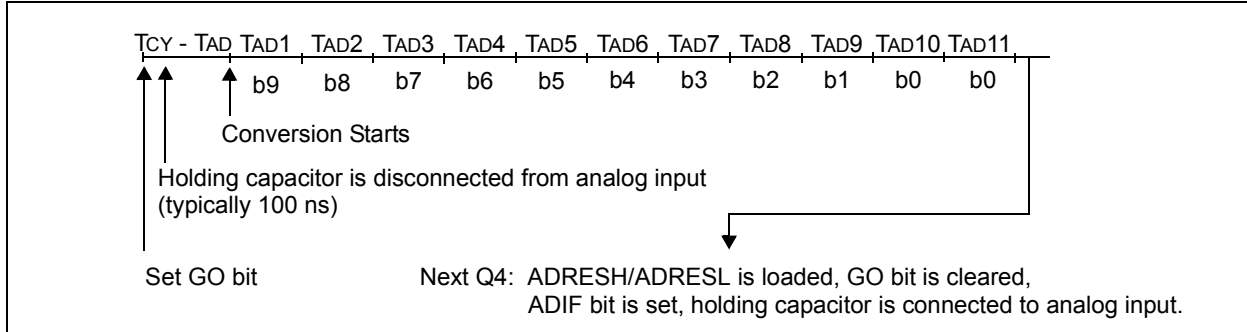 TCY - TAD TAD1 TAD2 TAD3 TAD4 TAD5 TAD6 TAD7 TAD8 TAD9 TAD10 TAD11
b9 b8 b7 b6 b5 b4 b3 b2 b1 b0 b0
Conversion Starts
Holding capacitor is disconnected from analog input
(typically 100 ns)
Set GO bit
Next Q4: ADRESH/ADRESL is loaded, GO bit is cleared,
ADIF bit is set, holding capacitor is connected to analog input.